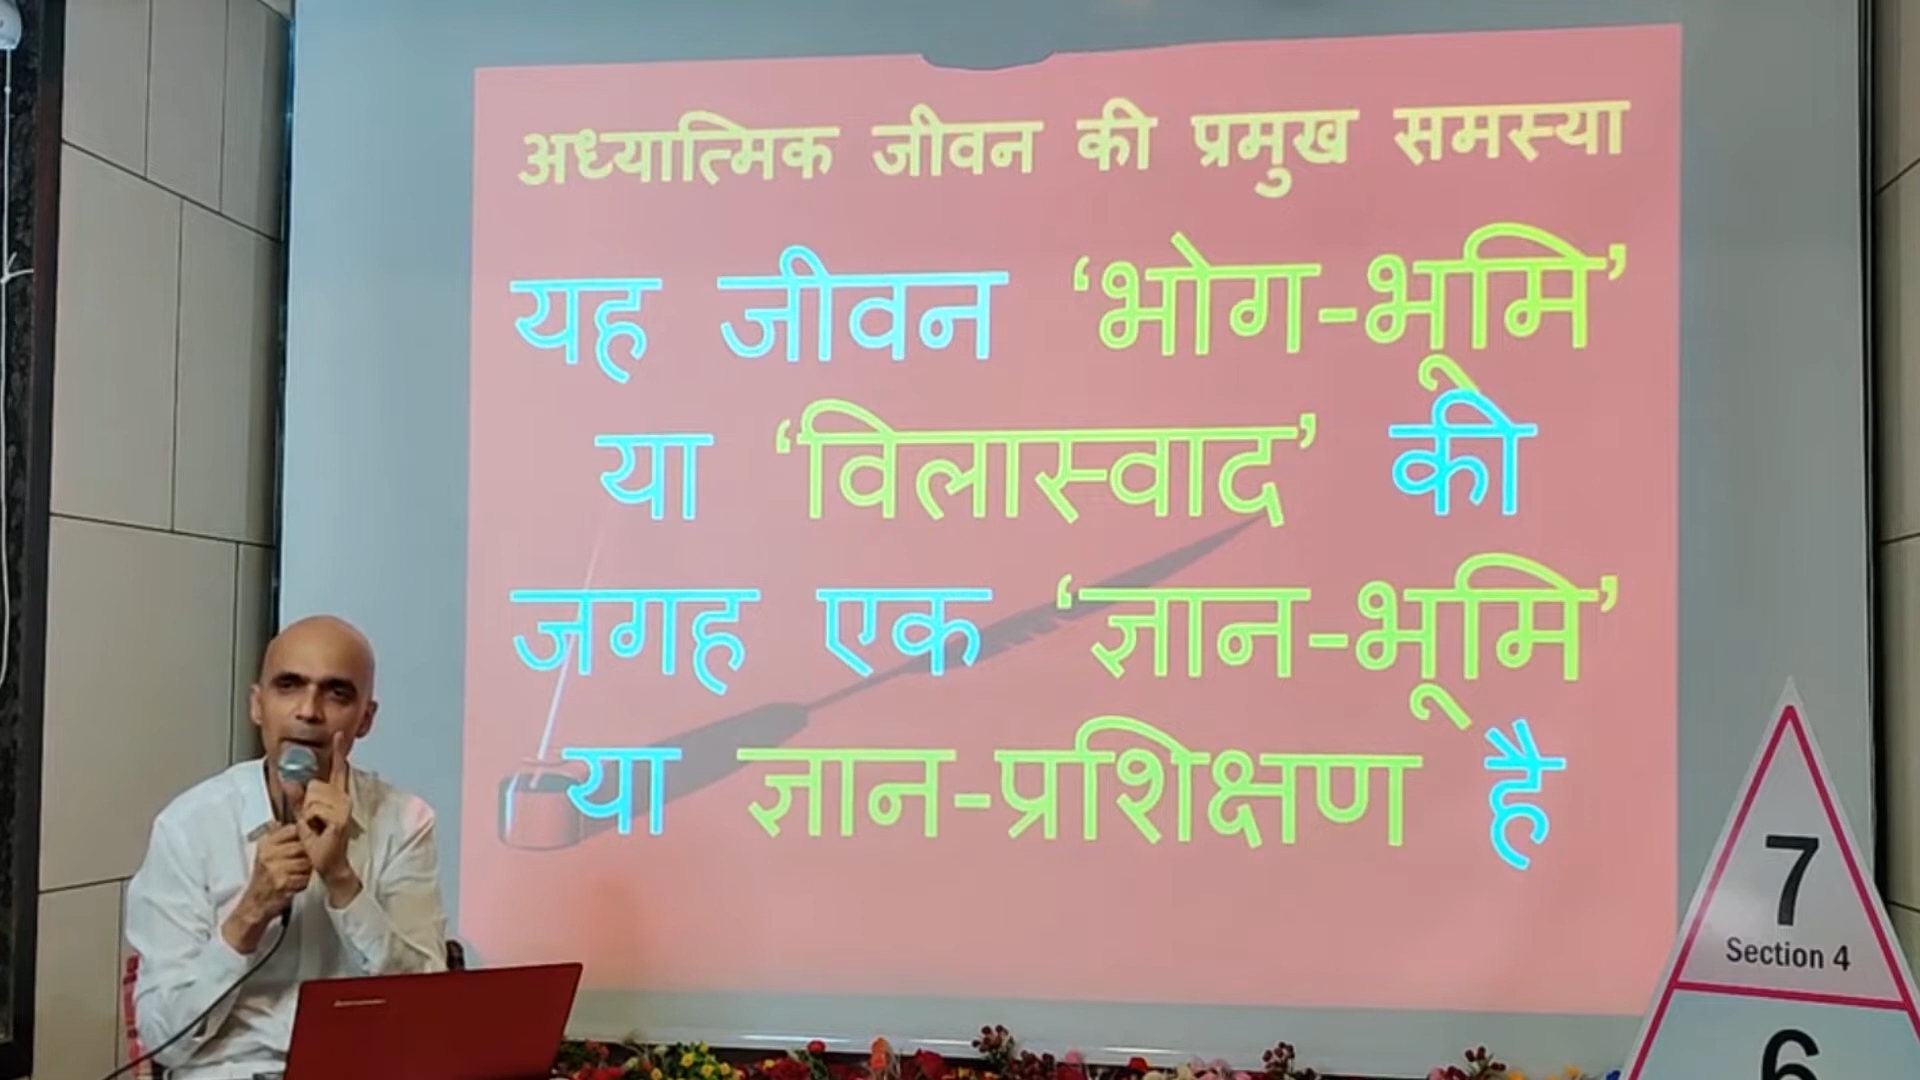 अध्यात्मिक जीवन की प्रमुख समस्या
यह जीवन ‘भोग-भूमि’
या ‘विलास्वाद’ की
जगह एक ‘ज्ञान-भूमि’
या ज्ञान-प्रशिक्षण है
7
Section 4
6